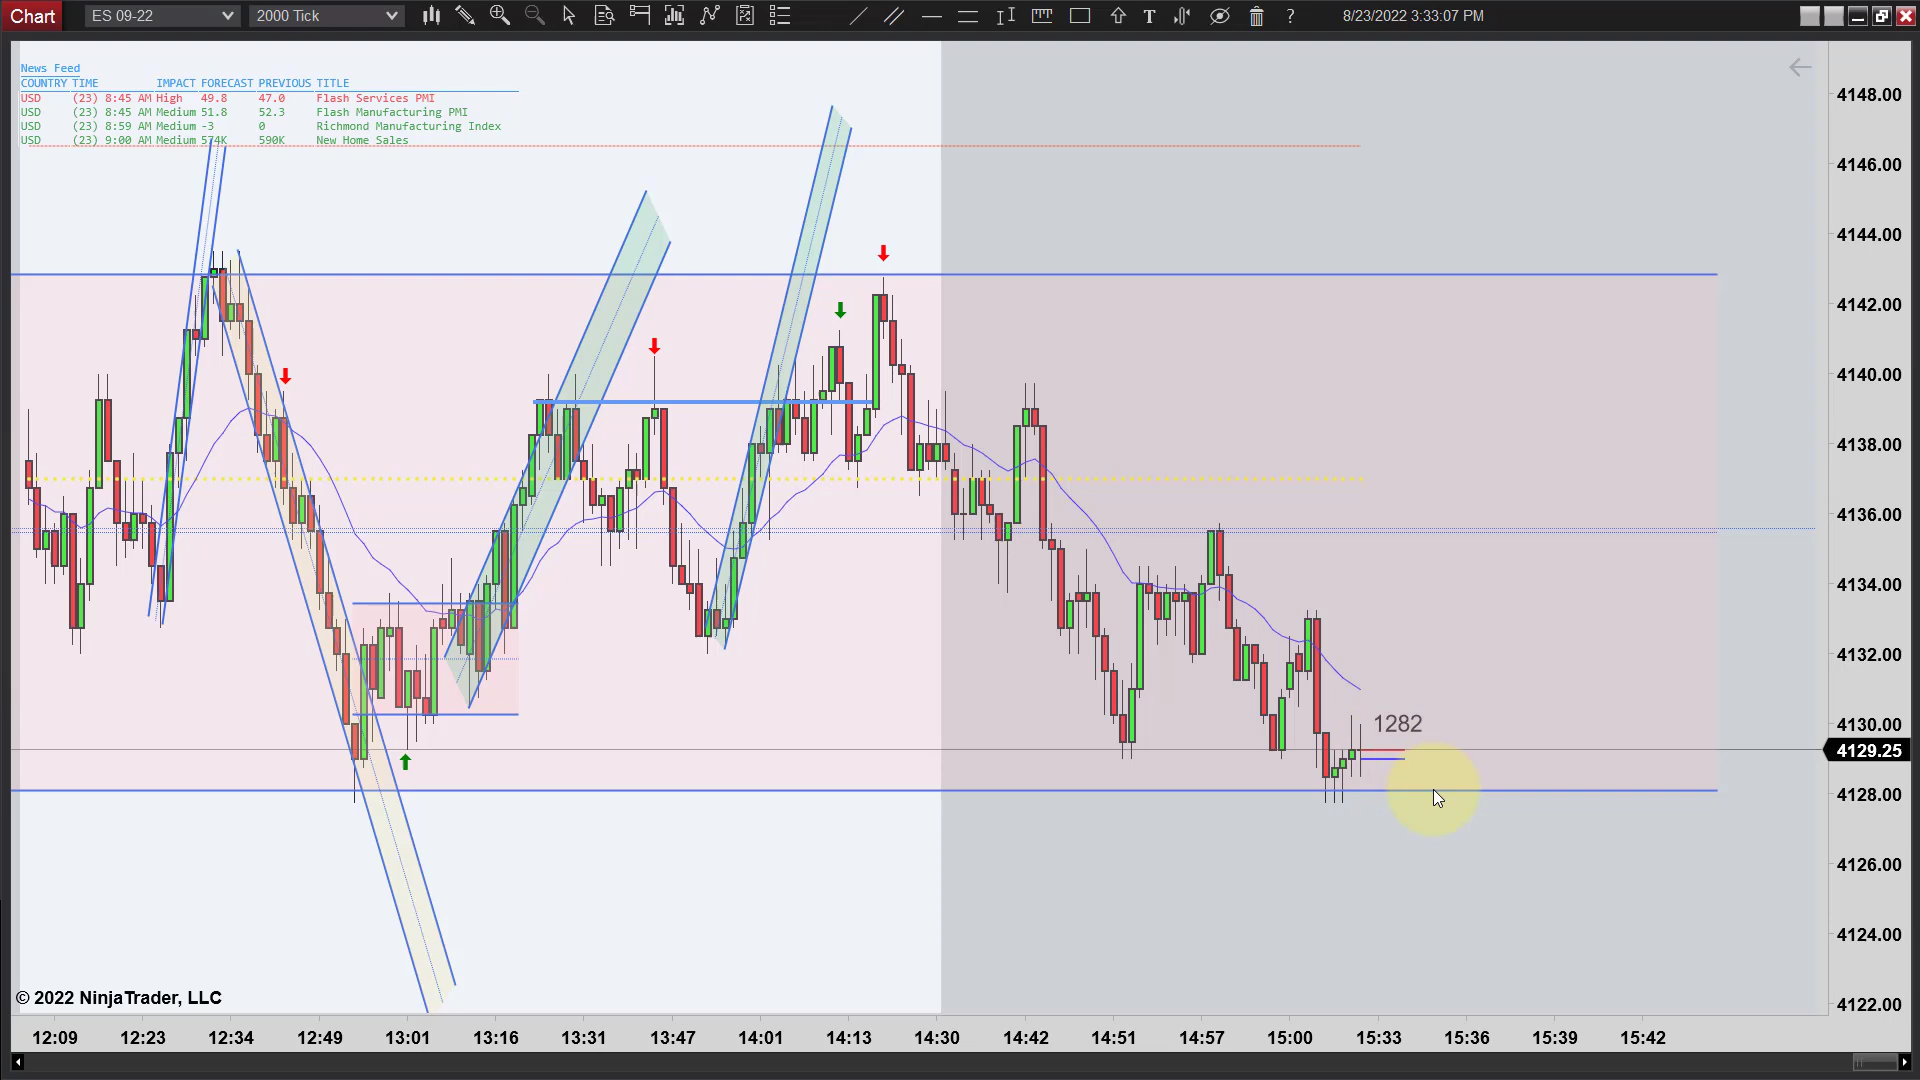 Chart ES 09-22 2000 Tick T ? 8/23/2022 3:33:07 PM
News Feed
COUNTRY TIME IMPACT FORECAST PREVIOUS TITLE
USD (23) 8:45 AM High 49.8 47.0 Flash Services PMI
USD (23) 8:45 AM Medium 51.8 52.3 Flash Manufacturing PMI
USD (23) 8:59 AM Medium -3 0 Richmond Manufacturing Index
USD (23) 9:00 AM Medium 574K 590K New Home Sales
4148.00
4146.00
4144.00
4142.00
4140.00
4138.00
4136.00
4134.00
4132.00
1282
4130.00
4129.25
4128.00
4126.00
4124.00
4122.00
© 2022 NinjaTrader, LLC
12:09 12:23 12:34 12:49 13:01 13:16 13:31 13:47 14:01 14:13 14:30 14:42 14:51 14:57 15:00 15:33 15:36 15:39 15:42